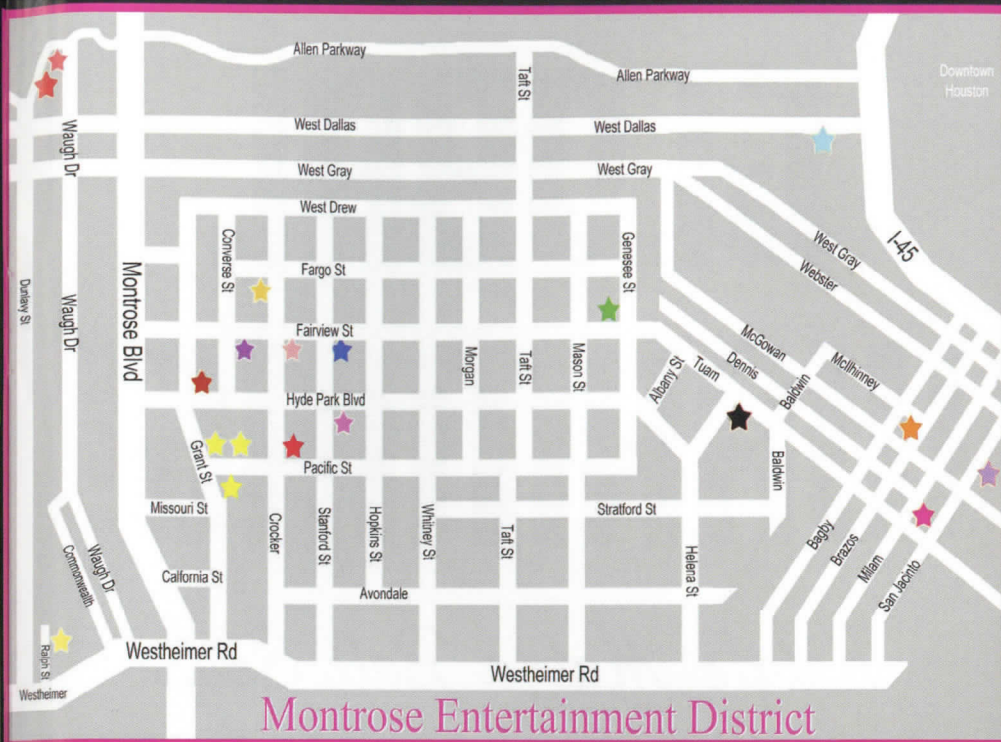 Allen Parkway
Allen Parkway
Taft St
Downtown
Houston
West Dallas
West Dallas
Waugh Dr
West Gray
West Gray
West Drew
Converse St
Genesee St
I-45
West Gray
Webster
Montrose Blvd
Fargo St
Dunlavy St
Waugh Dr
Fairview St
Morgan
Taft St
Mason St
Albany St
Tuam
Dennis
McGowan
McIlhinney
Baldwin
Hyde Park Blvd
Grant St
Pacific St
Baldwin
Missouri St
Crocker
Stanford St
Hopkins St
Whitney St
Taft St
Stratford St
Helena St
Bagby
Brazos
Milam
San Jacinto
Commonwealth
Waugh Dr
Calfornia St
Avondale
Ralph St
Westheimer Rd
Westheimer Rd
Westheimer
Montrose Entertainment District